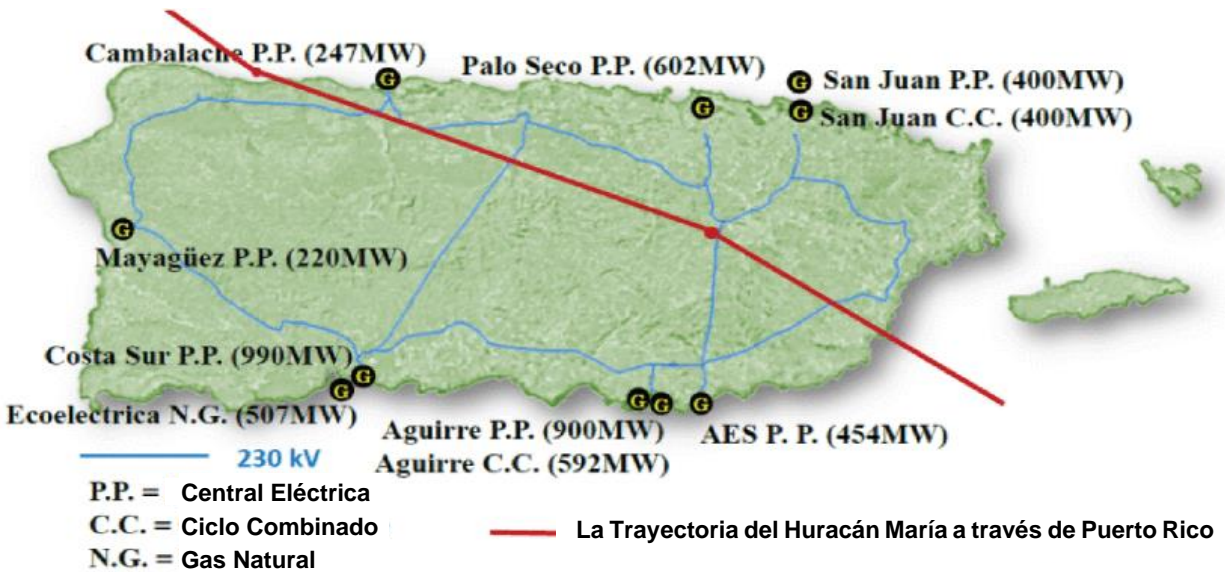 Cambalache P.P. (247MW)
Palo Seco P.P. (602MW)
G San Juan P.P. (400MW)
G San Juan C.C. (400MW)
G
G
G
Mayagüez P.P. (220MW)
Costa Sur P.P. (990MW)
G
G
Ecoelectrica N.G. (507MW)
G
G
G
Aguirre P.P. (900MW)
AES P. P. (454MW)
Aguirre C.C. (592MW)
230 kV
P.P. = Central Eléctrica
C.C. = Ciclo Combinado
La Trayectoria del Huracán María a través de Puerto Rico
N.G. = Gas Natural